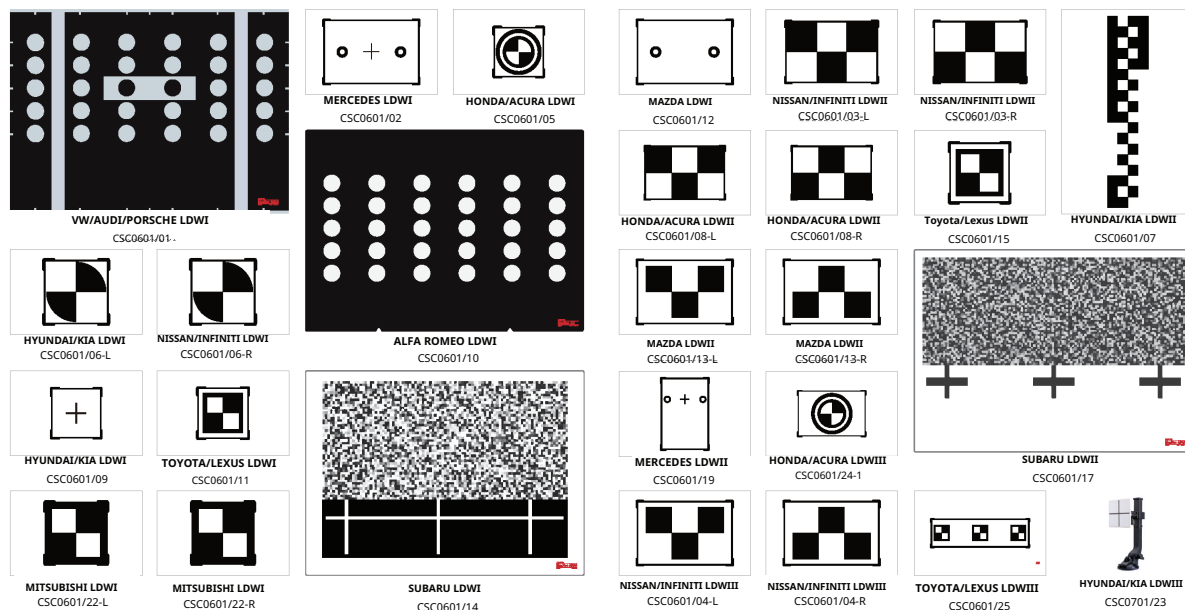 VW/AUDI/PORSCHE LDWI
CSC0601/01
MERCEDES LDWI
CSC0601/02
HONDA/ACURA LDWI
CSC0601/05
ALFA ROMEO LDWI
CSC0601/10
HYUNDAI/KIA LDWI
CSC0601/06-L
NISSAN/INFINITI LDWI
CSC0601/06-R
HYUNDAI/KIA LDWI
CSC0601/09
TOYOTA/LEXUS LDWI
CSC0601/11
MITSUBISHI LDWI
CSC0601/22-L
MITSUBISHI LDWI
CSC0601/22-R
SUBARU LDWI
CSC0601/14
MAZDA LDWI
CSC0601/12
NISSAN/INFINITI LDWII
CSC0601/03-L
NISSAN/INFINITI LDWII
CSC0601/03-R
HONDA/ACURA LDWII
CSC0601/08-L
HONDA/ACURA LDWII
CSC0601/08-R
Toyota/Lexus LDWII
CSC0601/15
HYUNDAI/KIA LDWII
CSC0601/07
MAZDA LDWII
CSC0601/13-L
MAZDA LDWII
CSC0601/13-R
MERCEDES LDWII
CSC0601/19
HONDA/ACURA LDWIII
CSC0601/24-1
SUBARU LDWII
CSC0601/17
NISSAN/INFINITI LDWIII
CSC0601/04-L
NISSAN/INFINITI LDWIII
CSC0601/04-R
TOYOTA/LEXUS LDWIII
CSC0601/25
HYUNDAI/KIA LDWIII
CSC0701/23